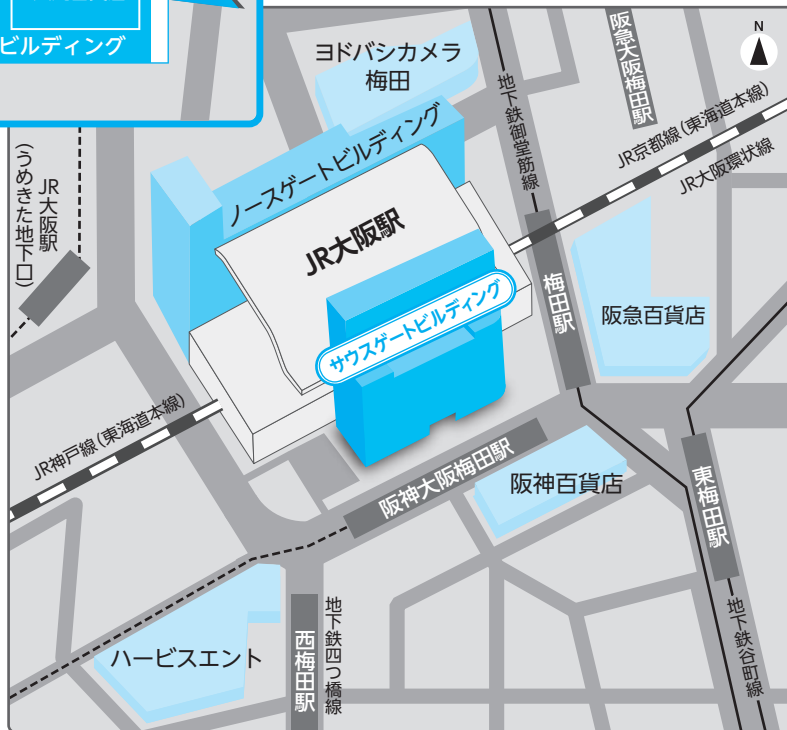 ビルディング
N
ヨドバシカメラ
梅田
阪急大阪梅田駅
地下鉄御堂筋線
JR京都線(東海道本線)
JR大阪環状線
ノースゲートビルディング
JR大阪駅
JR大阪駅
(うめきた地下口)
サウスゲートビルディング
梅田駅
阪急百貨店
JR神戸線(東海道本線)
阪神大阪梅田駅
阪神百貨店
東梅田駅
ハービスエント
西梅田駅
地下鉄四つ橋線
地下鉄谷町線